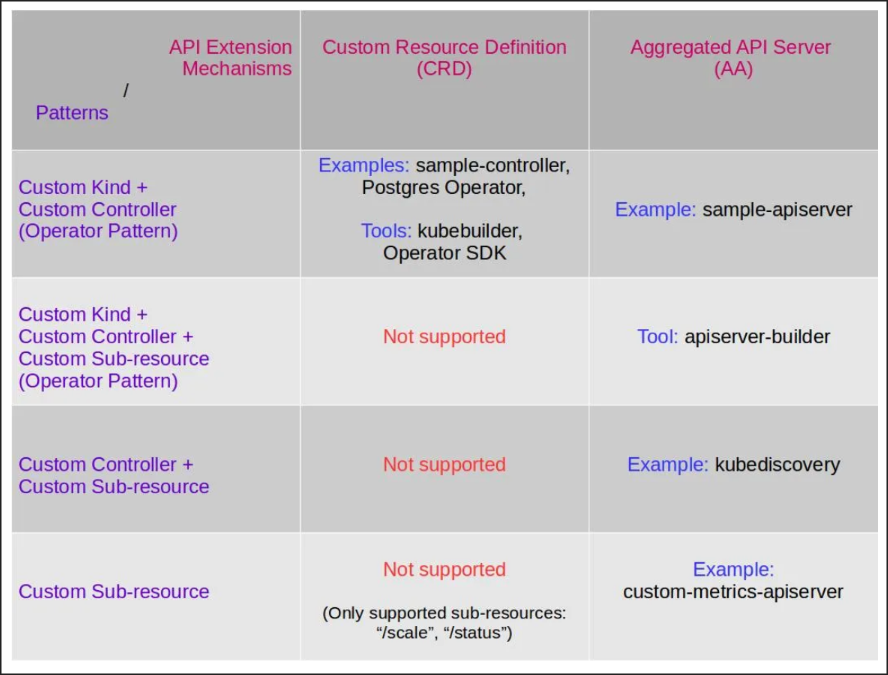 API Extension
Mechanisms
/
Patterns
Custom Resource Definition
(CRD)
Aggregated API Server
(AA)
Custom Kind +
Custom Controller
(Operator Pattern)
Examples: sample-controller,
Postgres Operator,
Tools: kubebuilder,
Operator SDK
Example: sample-apiserver
Custom Kind +
Custom Controller +
Custom Sub-resource
(Operator Pattern)
Not supported
Tool: apiserver-builder
Custom Controller +
Custom Sub-resource
Not supported
Example: kubediscovery
Custom Sub-resource
Not supported
(Only supported sub-resources:
“/scale”, “/status”)
Example:
custom-metrics-apiserver